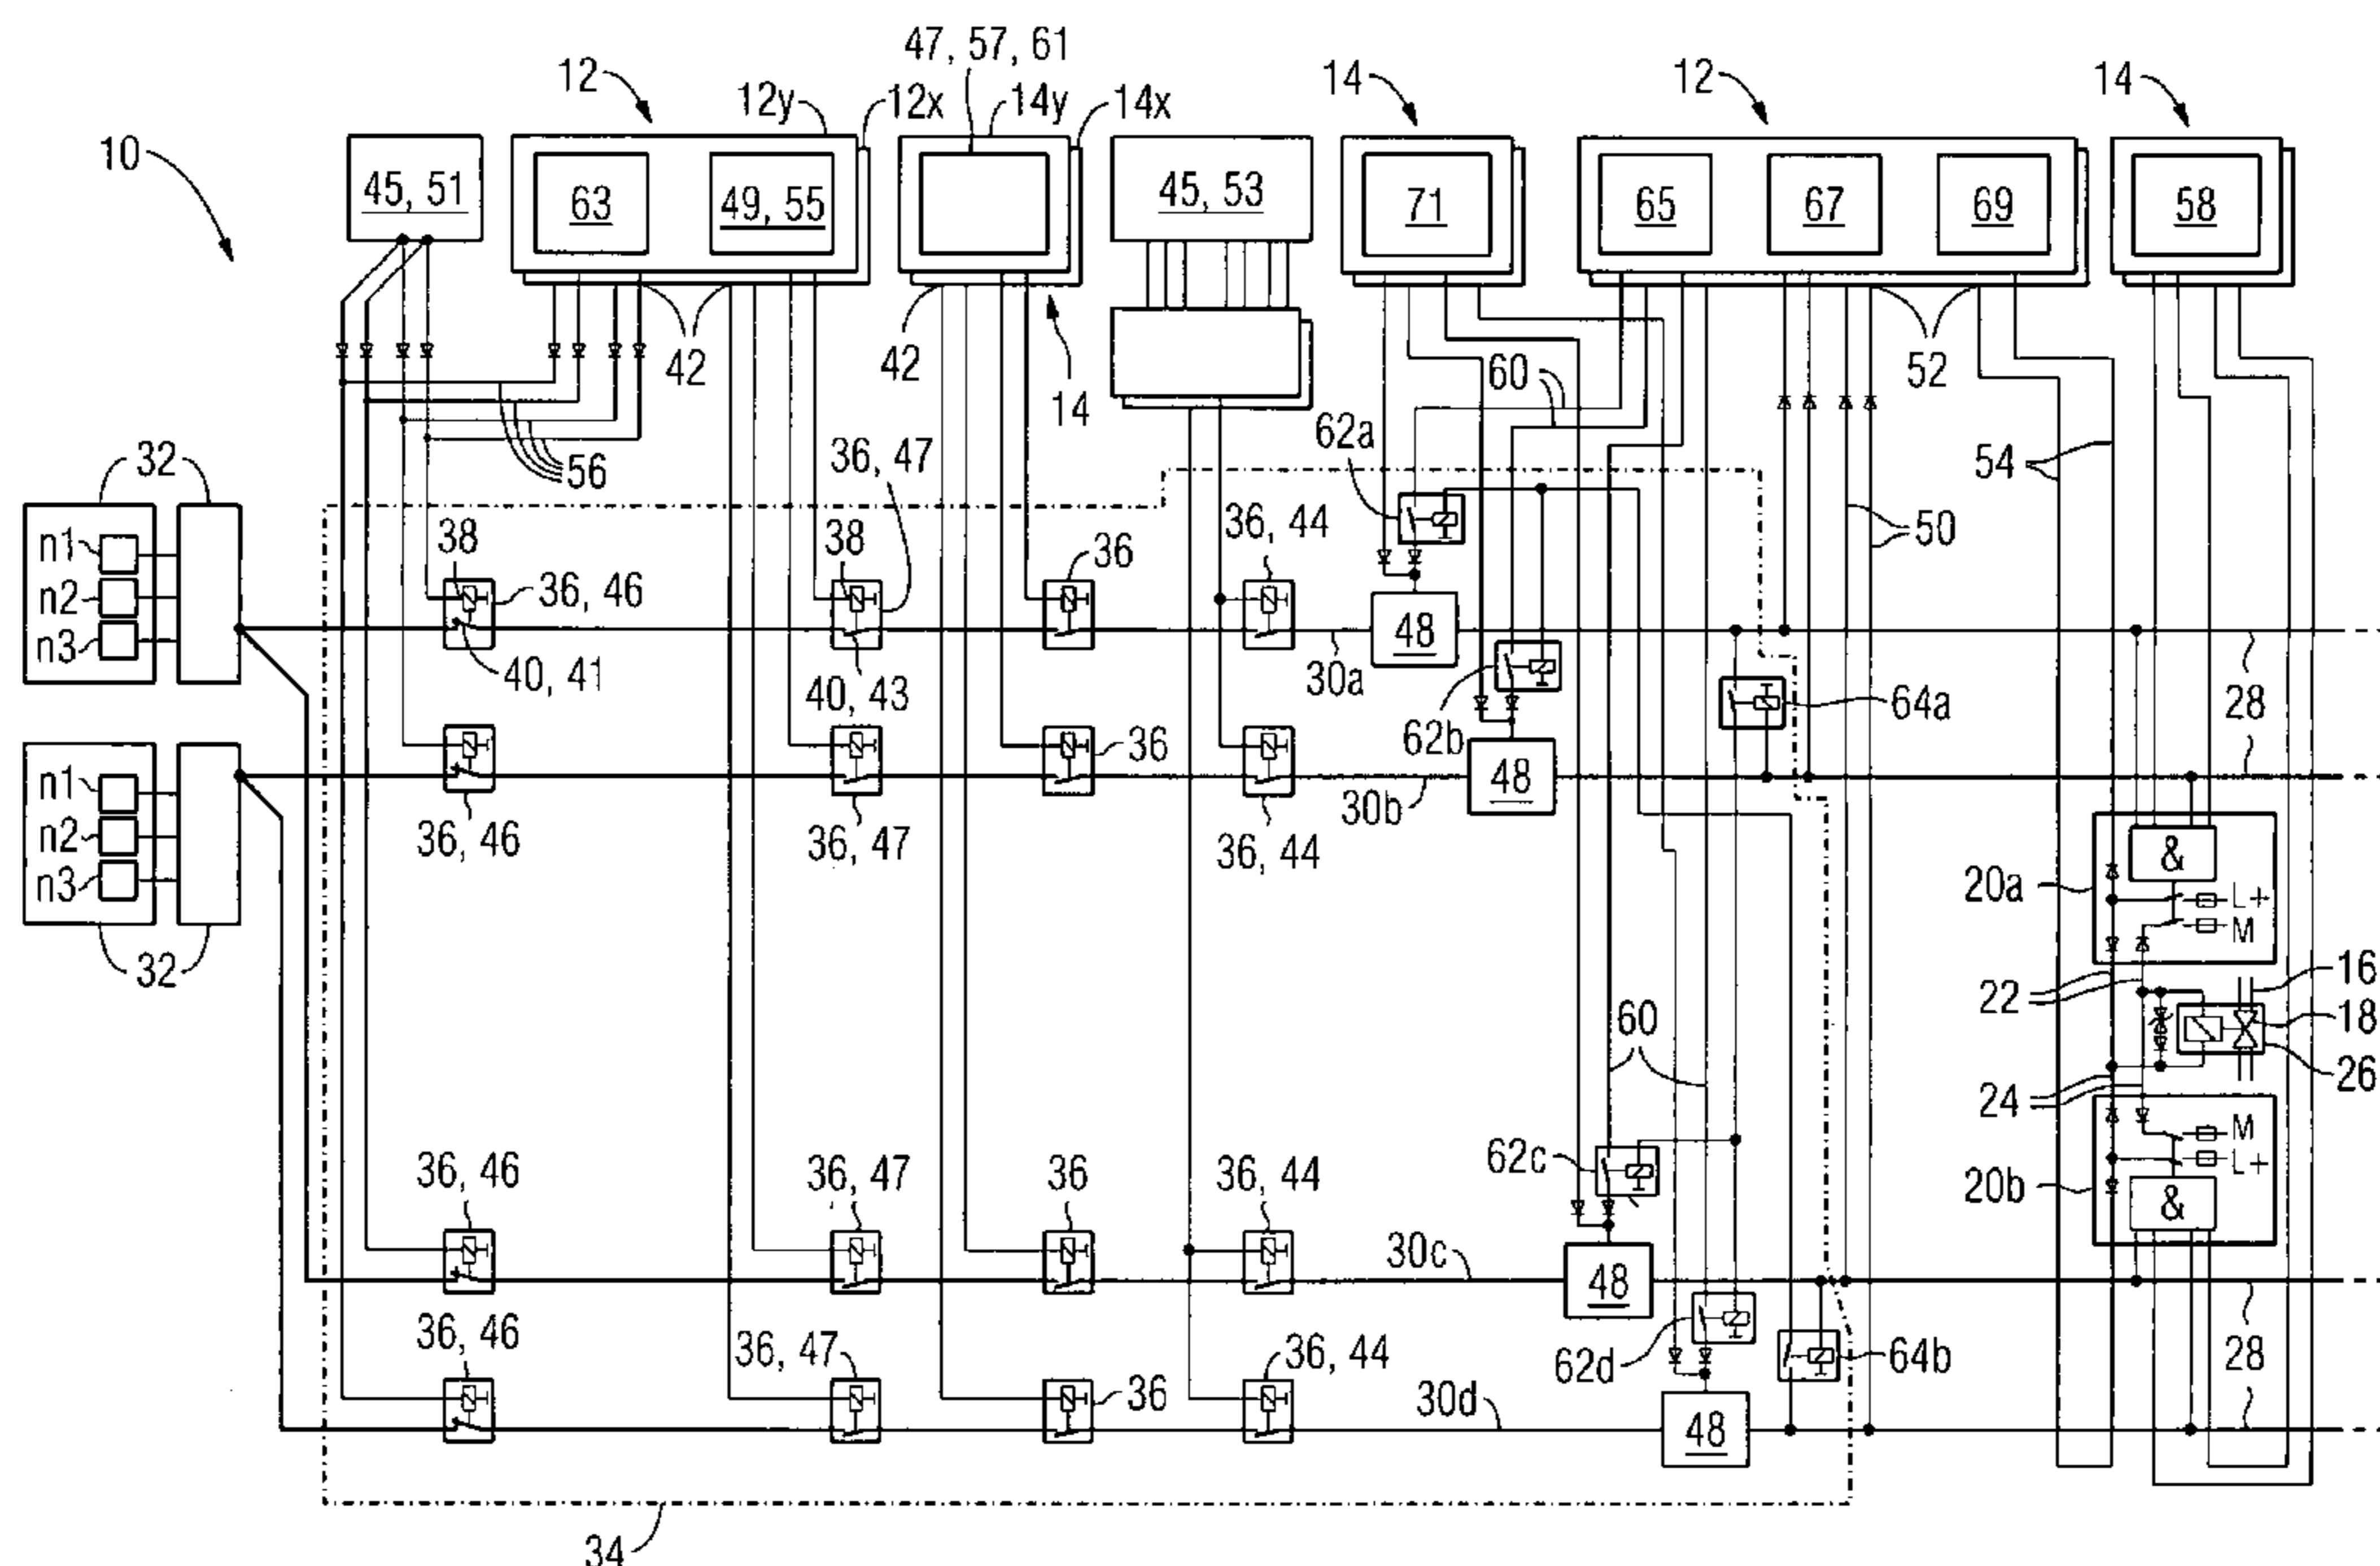 47, 57, 61
12
12y
12x
14y
14x
14
12
14
10
45, 51
63
49, 55
45, 53
71
65
67
69
58
42
42
14
60
52
56
62a
54
32
36, 47
n1
n2
n3
38
36, 46
38
36
36, 44
50
40, 41
40, 43
30a
48
28
64a
62b
n1
n2
n3
36
48
30b
36, 46
36, 47
36, 44
28
&
20a
L+
M
32
22
16
18
26
60
24
M
L+
20b
&
62c
36, 46
36, 47
36
36, 44
30c
48
36, 46
36, 47
36
36, 44
62d
64b
28
30d
48
34